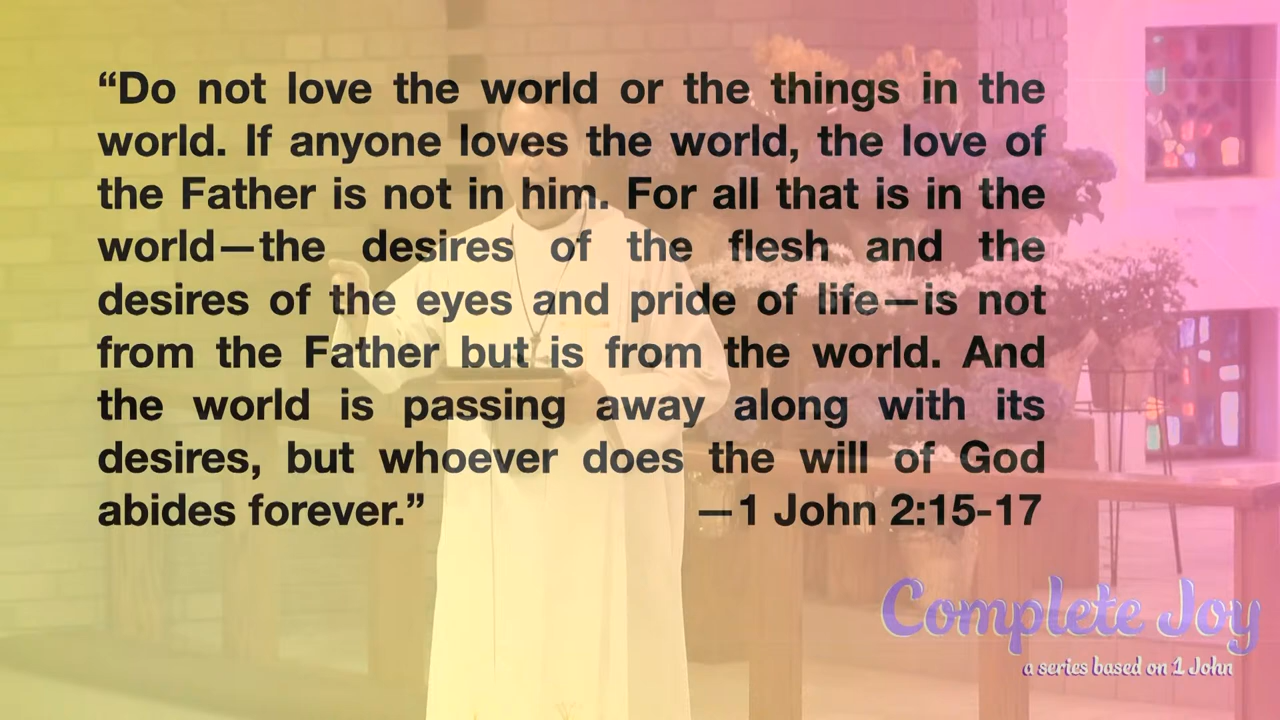 “Do not love the world or the things in the
world. If anyone loves the world, the love of
the Father is not in him. For all that is in the
world—the desires of the flesh and the
desires of the eyes and pride of life—is not
from the Father but is from the world. And
the world is passing away along with its
desires, but whoever does the will of God
abides forever.” —1 John 2:15-17
Complete Joy
a series based on 1 John